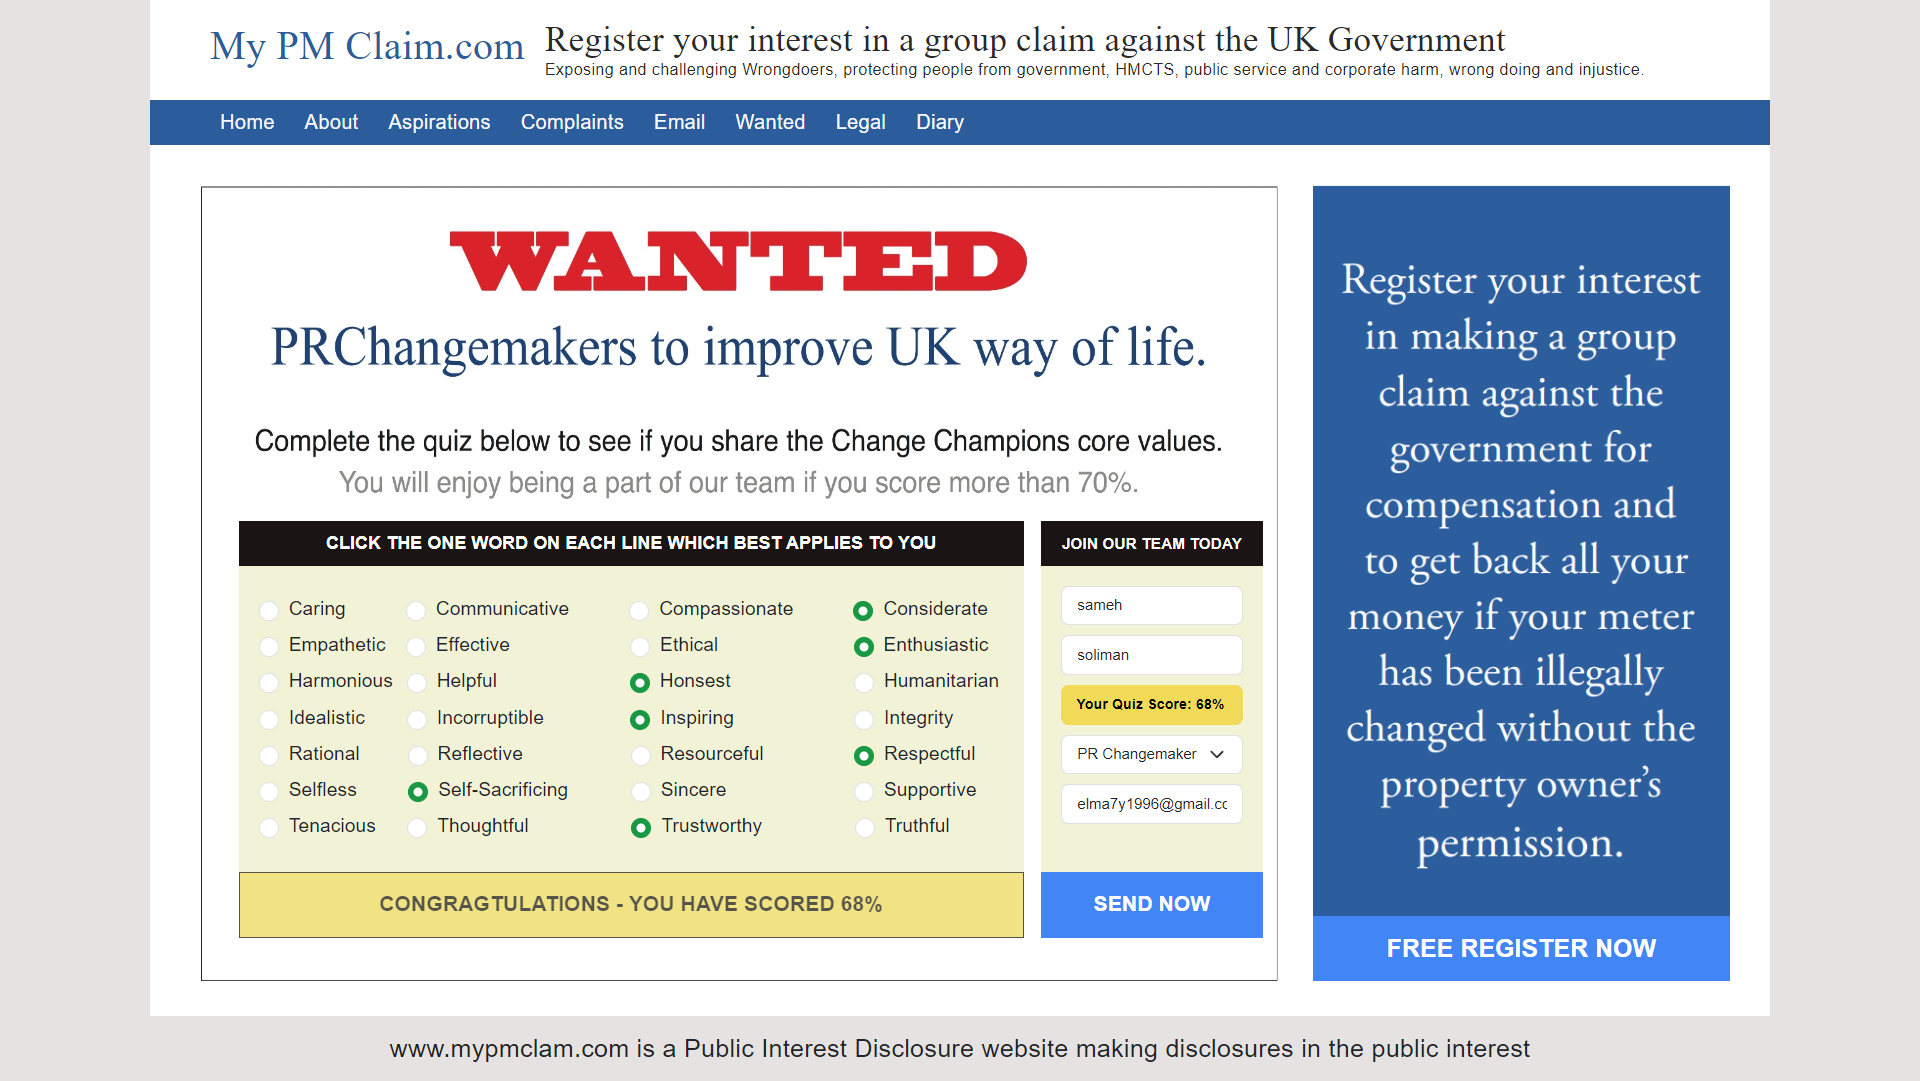 My PM Claim.com
Register your interest in a group claim against the UK Government
Exposing and challenging Wrongdoers, protecting people from government, HMCTS, public service and corporate harm, wrong doing and injustice.
Home About Aspirations Complaints Email Wanted Legal Diary
WANTED
PRChangemakers to improve UK way of life.
Complete the quiz below to see if you share the Change Champions core values.
You will enjoy being a part of our team if you score more than 70%.
CLICK THE ONE WORD ON EACH LINE WHICH BEST APPLIES TO YOU
Caring Communicative Compassionate Considerate
Empathetic Effective Ethical Enthusiastic
Harmonious Helpful Honsest Humanitarian
Idealistic Incorruptible Inspiring Integrity
Rational Reflective Resourceful Respectful
Selfless Self-Sacrificing Sincere Supportive
Tenacious Thoughtful Trustworthy Truthful
CONGRAGTULATIONS - YOU HAVE SCORED 68%
JOIN OUR TEAM TODAY
sameh
soliman
Your Quiz Score: 68%
PR Changemaker
elma7y1996@gmail.cc
SEND NOW
Register your interest
in making a group
claim against the
government for
compensation and
to get back all your
money if your meter
has been illegally
changed without the
property owner’s
permission.
FREE REGISTER NOW
www.mypmclam.com is a Public Interest Disclosure website making disclosures in the public interest